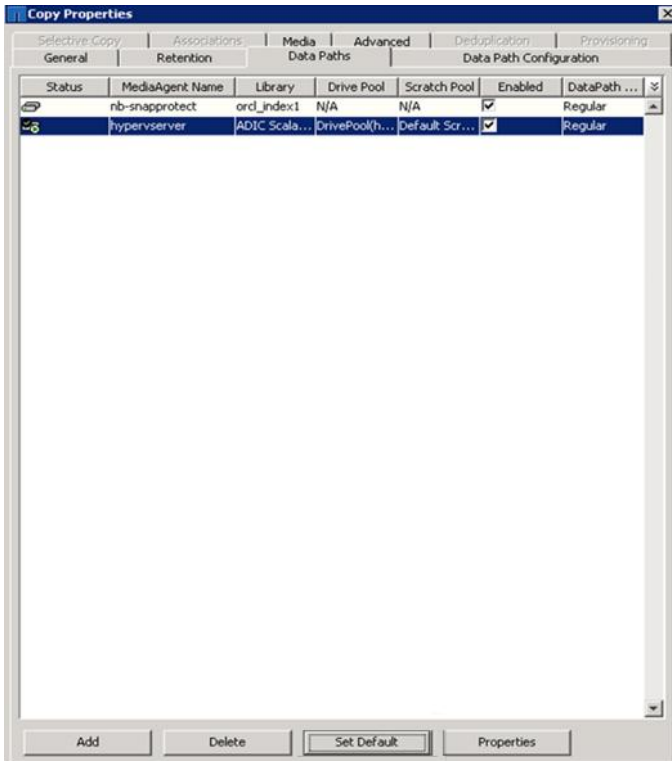 Copy Properties
Selective Copy Associations Media Advanced Deduplication Provisioning
General Retention Data Paths Data Path Configuration
Status MediaAgent Name Library Drive Pool Scratch Pool Enabled DataPath ...
nb-snapprotect orcl_index1 N/A N/A Regular
hypervserver ADIC Scala... DrivePool(h... Default Scr... Regular
Add Delete Set Default Properties